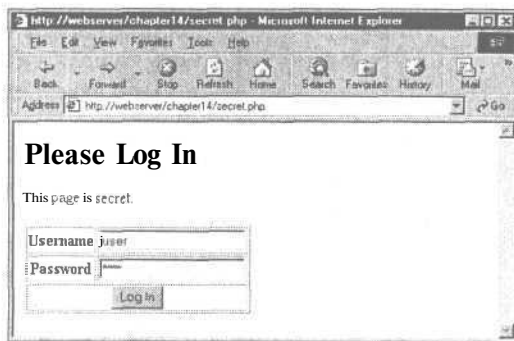 http://webserver/chapter14/secret.php - Microsoft Internet Explorer
File Edit View Favorites Tools Help
Back Forward Stop Refresh Home Search Favorites History Mail »
Address http://webserver/chapter14/secret.php Go
Please Log In
This page is secret.
Username juser
Password ****
Log In